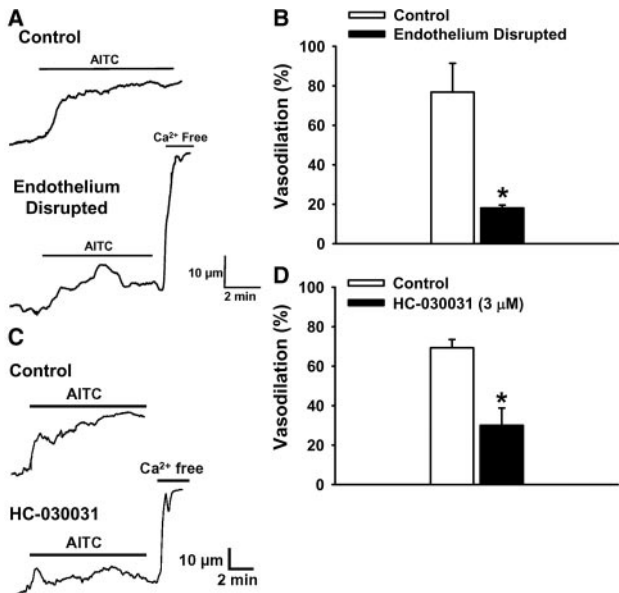 A
Control
AITC
Ca²⁺ Free
Endothelium
Disrupted
AITC
10 µm
2 min
B
Control
Endothelium Disrupted
Vasodilation (%)
100
80
60
40
20
0
*
C
Control
AITC
Ca²⁺ free
HC-030031
AITC
10 µm
2 min
D
Control
HC-030031 (3 µM)
Vasodilation (%)
100
80
60
40
20
0
*